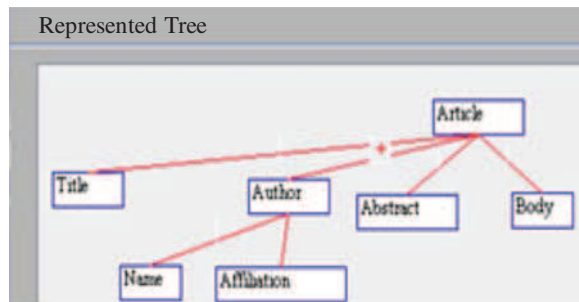 Represented Tree
Article
+
Title
Author
Abstract
Body
Name
Affiliation